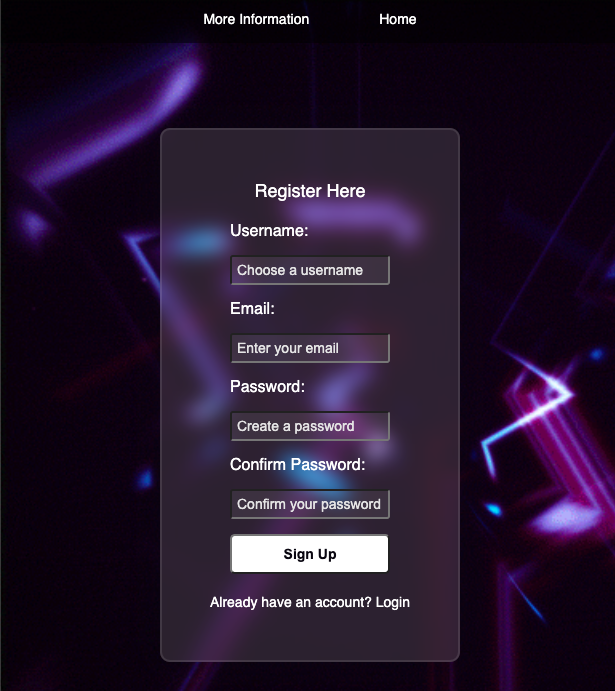 More Information Home
Register Here
Username:
Choose a username
Email:
Enter your email
Password:
Create a password
Confirm Password:
Confirm your password
Sign Up
Already have an account? Login